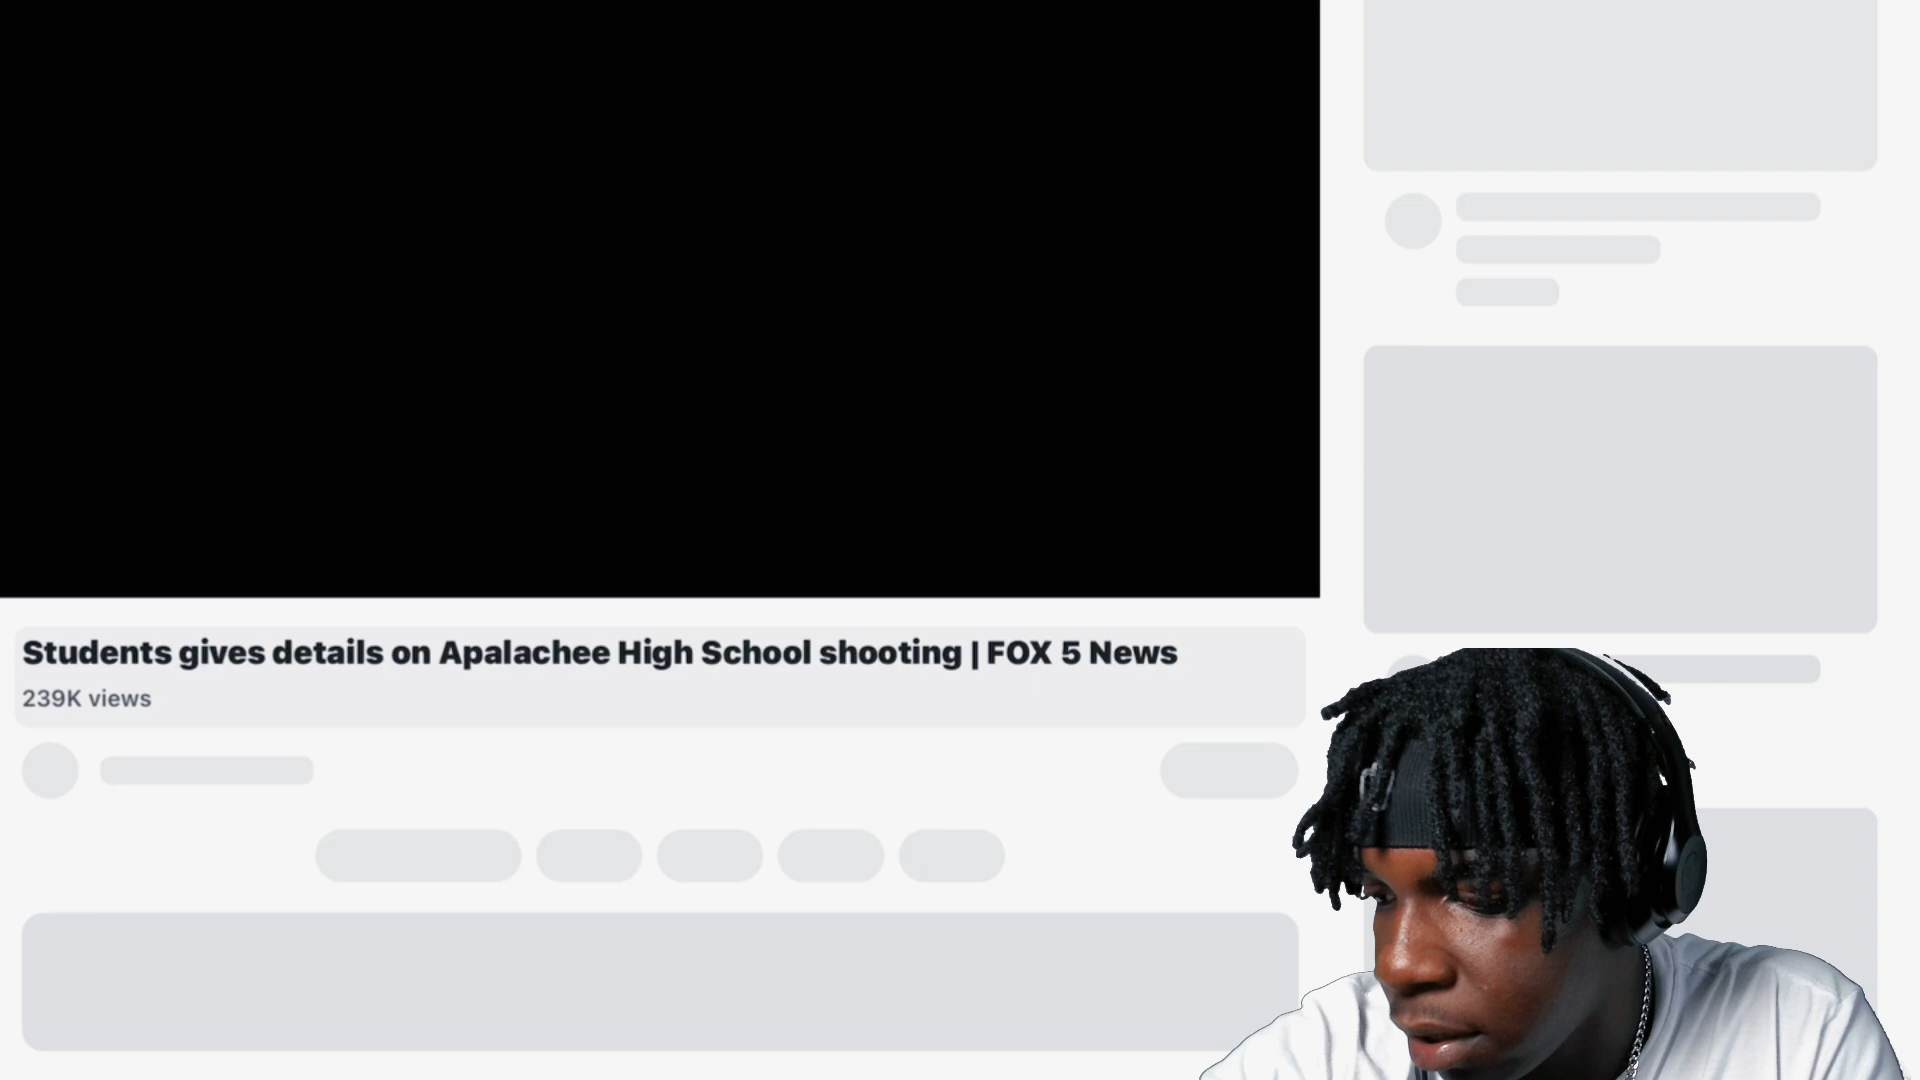 Students gives details on Apalachee High School shooting | FOX 5 News
239K views